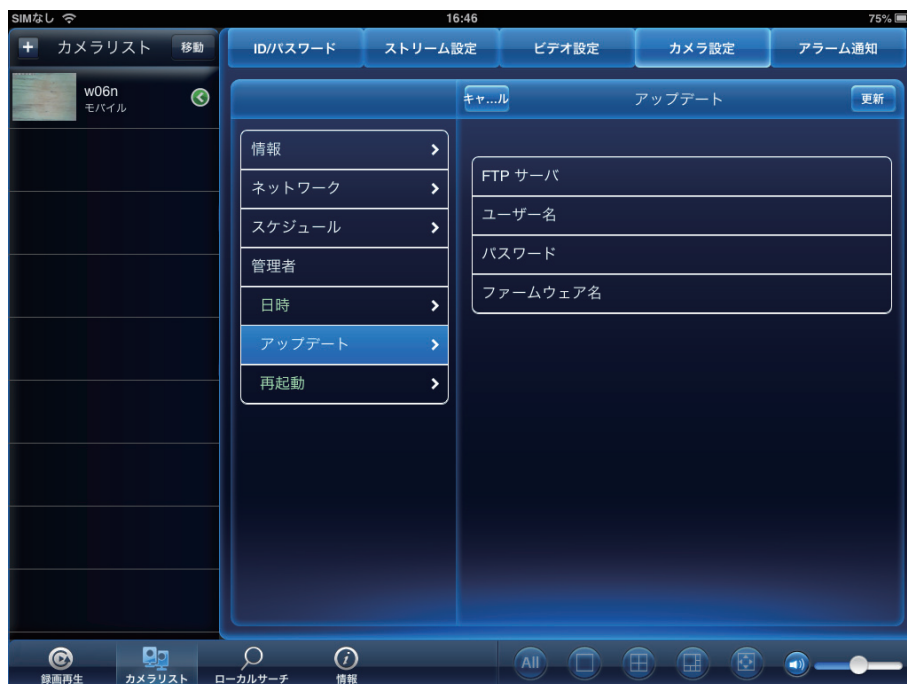 SIMなし 16:46 75%
カメラリスト 移動
w06n
モバイル
ID/パスワード ストリーム設定 ビデオ設定 カメラ設定 アラーム通知
キャ...ル アップデート 更新
情報
ネットワーク
スケジュール
管理者
日時
アップデート
再起動
FTP サーバ
ユーザー名
パスワード
ファームウェア名
録画再生 カメラリスト ローカルサーチ 情報 All